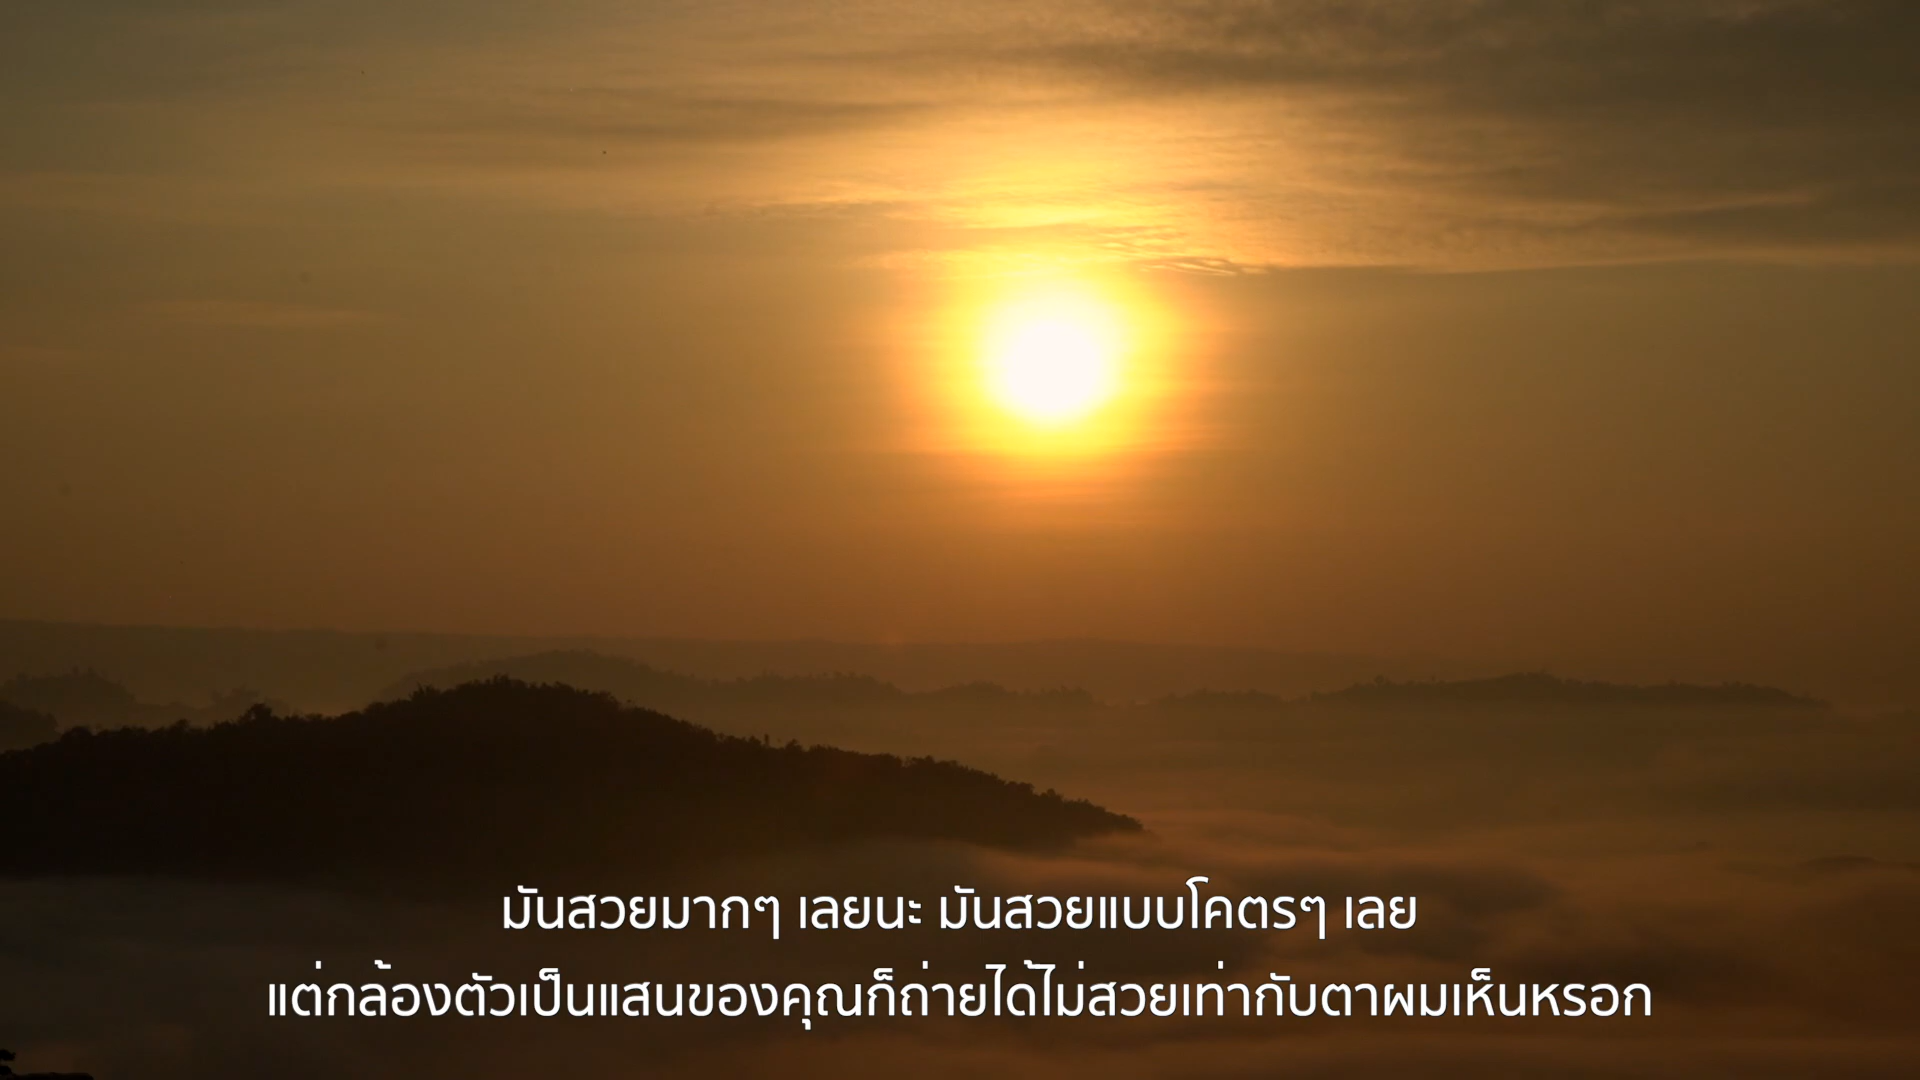 มันสวยมากๆ เลยนะ มันสวยแบบโคตรๆ เลย
แต่กล้องตัวเป็นแสนของคุณก็ถ่ายได้ไม่สวยเท่ากับตาผมเห็นหรอก